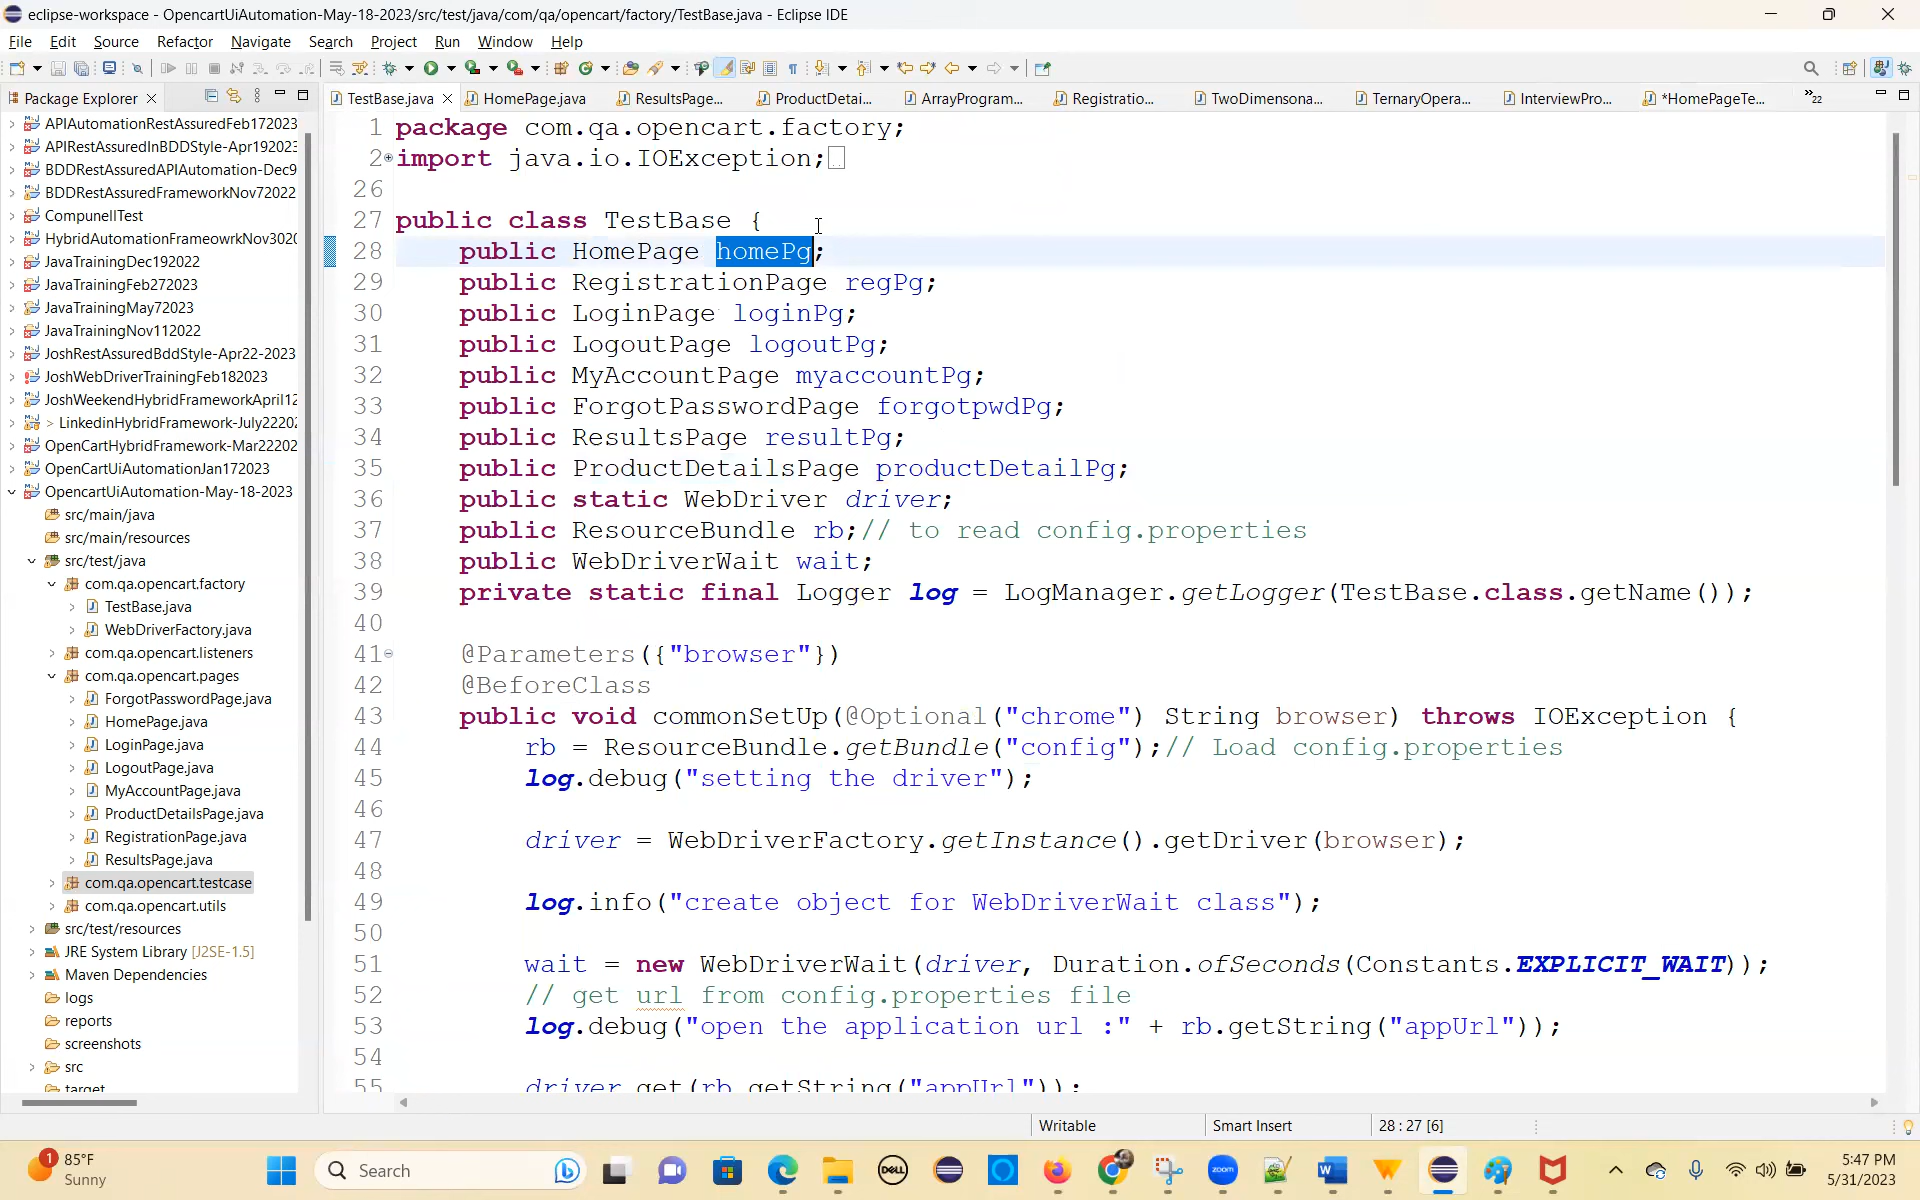 eclipse-workspace - OpencartUiAutomation-May-18-2023/src/test/java/com/qa/opencart/factory/TestBase.java - Eclipse IDE
File Edit Source Refactor Navigate Search Project Run Window Help
Package Explorer
TestBase.java HomePage.java ResultsPage... ProductDetai... ArrayProgram... Registratio... TwoDimensona... TernaryOpera... InterviewPro... *HomePageTe... »22
APIAutomationRestAssuredFeb172023
APIRestAssuredInBDDStyle-Apr192023
BDDRestAssuredAPIAutomation-Dec9
BDDRestAssuredFrameworkNov72022
CompunellTest
HybridAutomationFrameowrkNov302
JavaTrainingDec192022
JavaTrainingFeb272023
JavaTrainingMay72023
JavaTrainingNov112022
JoshRestAssuredBddStyle-Apr22-2023
JoshWebDriverTrainingFeb182023
JoshWeekendHybridFrameworkApril12
> LinkedinHybridFramework-July22202
OpenCartHybridFramework-Mar22202
OpenCartUiAutomationJan172023
OpencartUiAutomation-May-18-2023
src/main/java
src/main/resources
src/test/java
com.qa.opencart.factory
TestBase.java
WebDriverFactory.java
com.qa.opencart.listeners
com.qa.opencart.pages
ForgotPasswordPage.java
HomePage.java
LoginPage.java
LogoutPage.java
MyAccountPage.java
ProductDetailsPage.java
RegistrationPage.java
ResultsPage.java
com.qa.opencart.testcase
com.qa.opencart.utils
src/test/resources
JRE System Library [J2SE-1.5]
Maven Dependencies
logs
reports
screenshots
src
target
1 package com.qa.opencart.factory;
2 import java.io.IOException;
26
27 public class TestBase {
28 public HomePage homePg;
29 public RegistrationPage regPg;
30 public LoginPage loginPg;
31 public LogoutPage logoutPg;
32 public MyAccountPage myaccountPg;
33 public ForgotPasswordPage forgotpwdPg;
34 public ResultsPage resultPg;
35 public ProductDetailsPage productDetailPg;
36 public static WebDriver driver;
37 public ResourceBundle rb;// to read config.properties
38 public WebDriverWait wait;
39 private static final Logger log = LogManager.getLogger(TestBase.class.getName());
40
41 @Parameters({"browser"})
42 @BeforeClass
43 public void commonSetUp(@Optional("chrome") String browser) throws IOException {
44 rb = ResourceBundle.getBundle("config");// Load config.properties
45 log.debug("setting the driver");
46
47 driver = WebDriverFactory.getInstance().getDriver(browser);
48
49 log.info("create object for WebDriverWait class");
50
51 wait = new WebDriverWait(driver, Duration.ofSeconds(Constants.EXPLICIT_WAIT));
52 // get url from config.properties file
53 log.debug("open the application url :" + rb.getString("appUrl"));
54
55 driver.get(rb.getString("appUrl"));
Writable Smart Insert 28 : 27 [6]
1
85°F
Sunny
Search
DELL
zoom
W
5:47 PM
5/31/2023